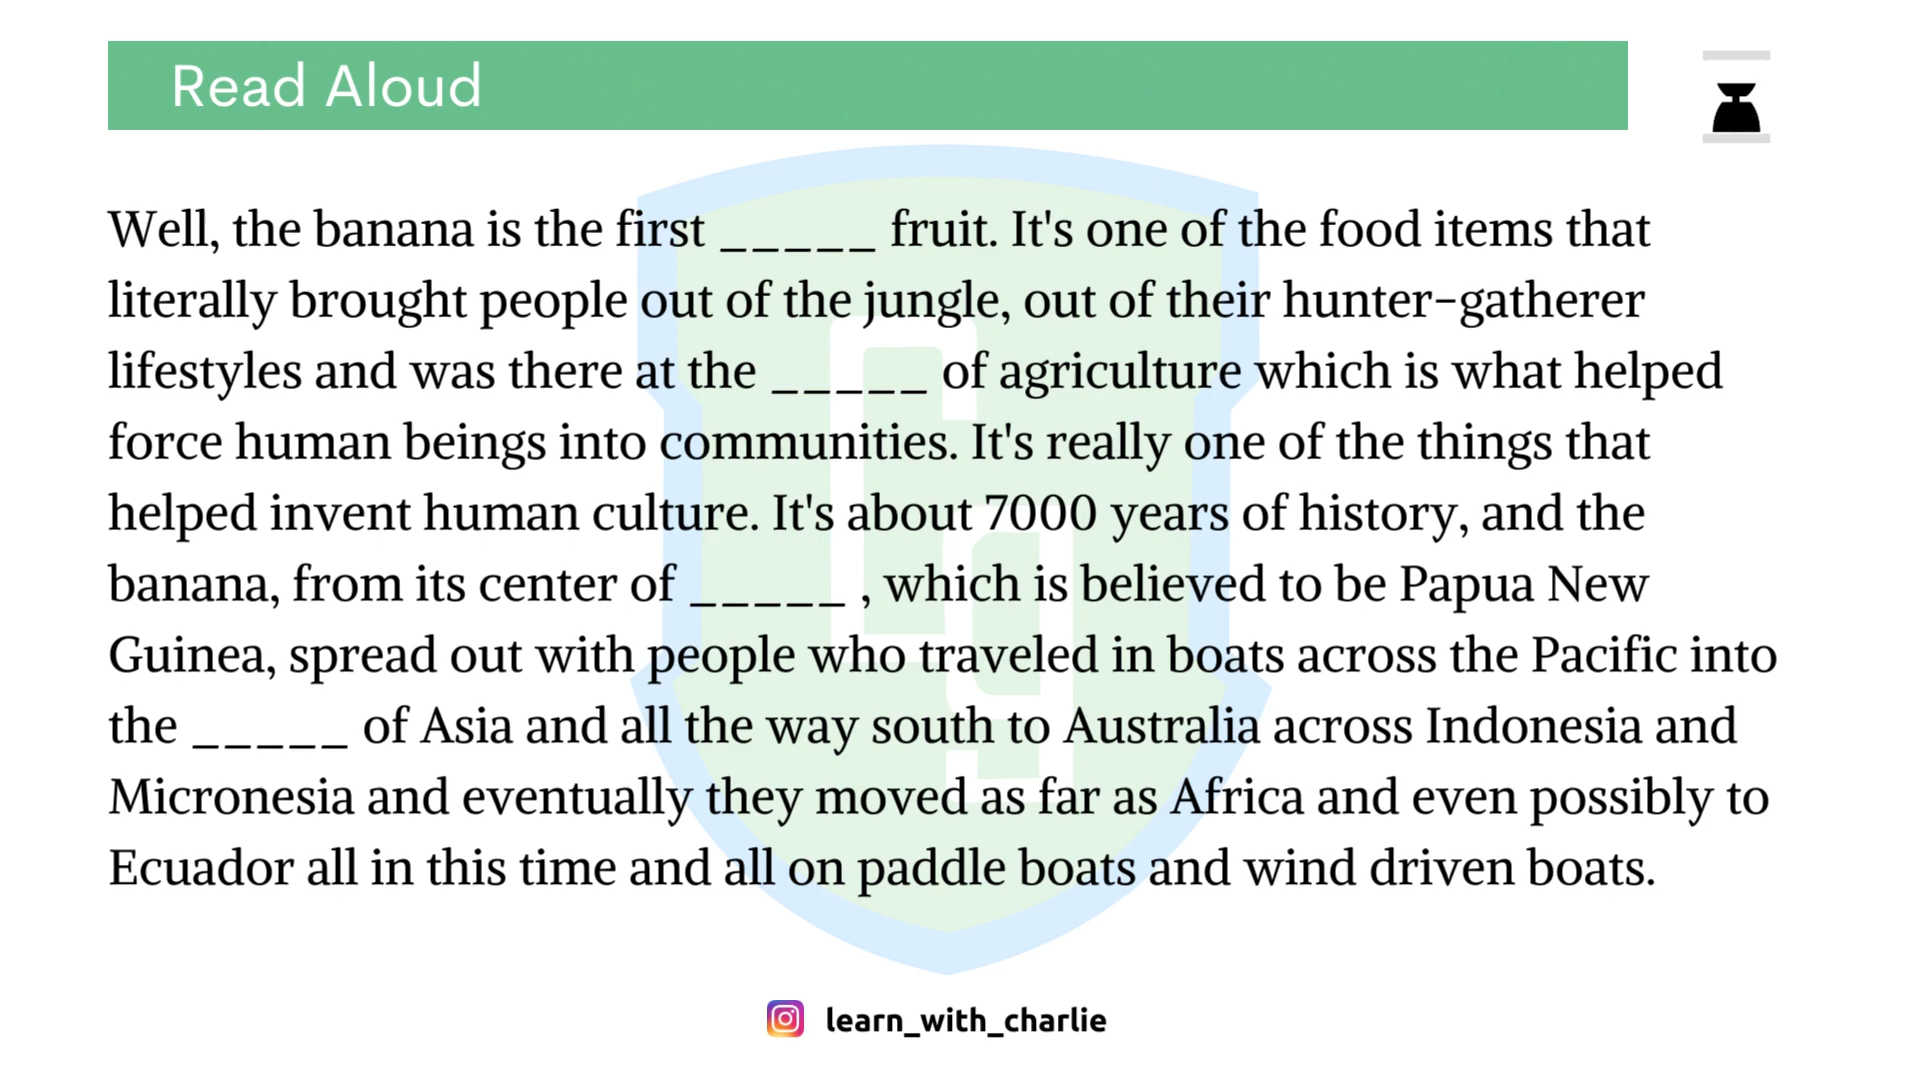 Read Aloud
Well, the banana is the first _____ fruit. It's one of the food items that
literally brought people out of the jungle, out of their hunter-gatherer
lifestyles and was there at the _____ of agriculture which is what helped
force human beings into communities. It's really one of the things that
helped invent human culture. It's about 7000 years of history, and the
banana, from its center of _____ , which is believed to be Papua New
Guinea, spread out with people who traveled in boats across the Pacific into
the _____ of Asia and all the way south to Australia across Indonesia and
Micronesia and eventually they moved as far as Africa and even possibly to
Ecuador all in this time and all on paddle boats and wind driven boats.
learn_with_charlie